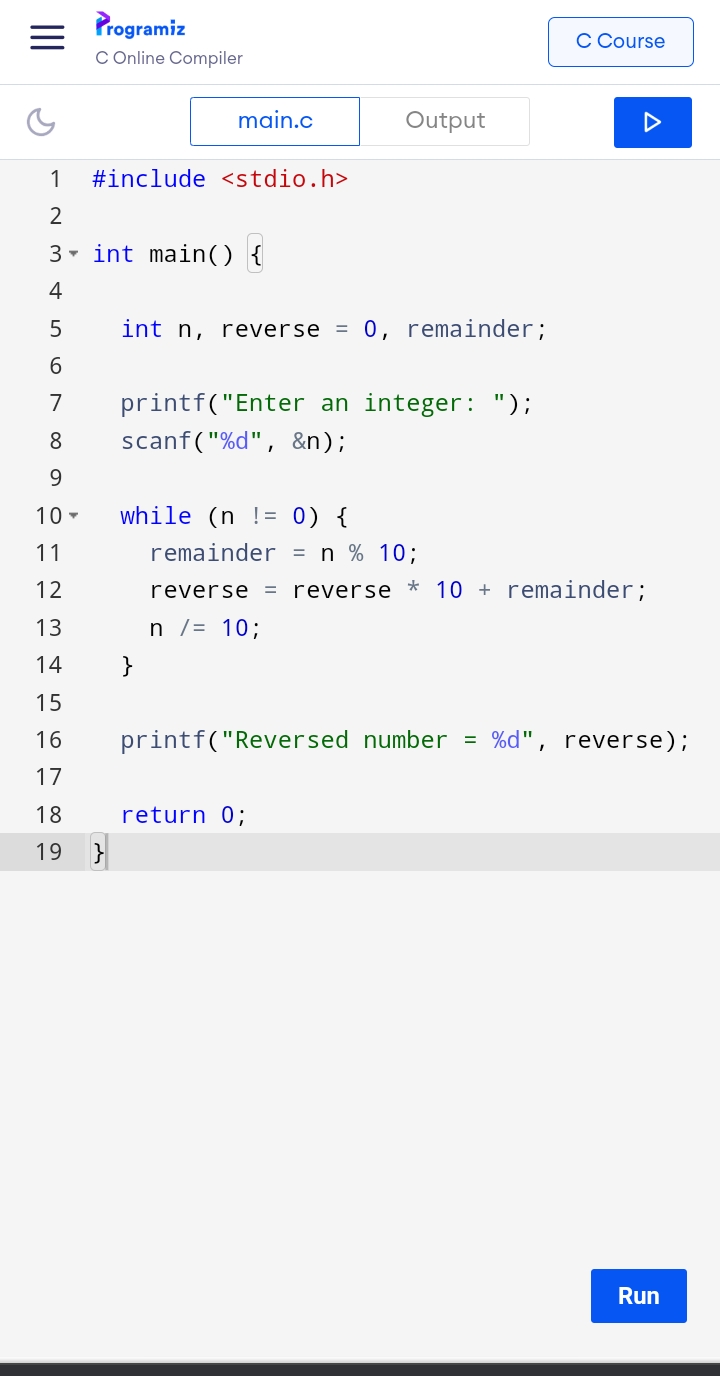 Programiz
C Online Compiler
C Course
main.c
Output
1 #include <stdio.h>
2
3 int main() {
4
5   int n, reverse = 0, remainder;
6
7   printf("Enter an integer: ");
8   scanf("%d", &n);
9
10   while (n != 0) {
11     remainder = n % 10;
12     reverse = reverse * 10 + remainder;
13     n /= 10;
14   }
15
16   printf("Reversed number = %d", reverse);
17
18   return 0;
19 }
Run